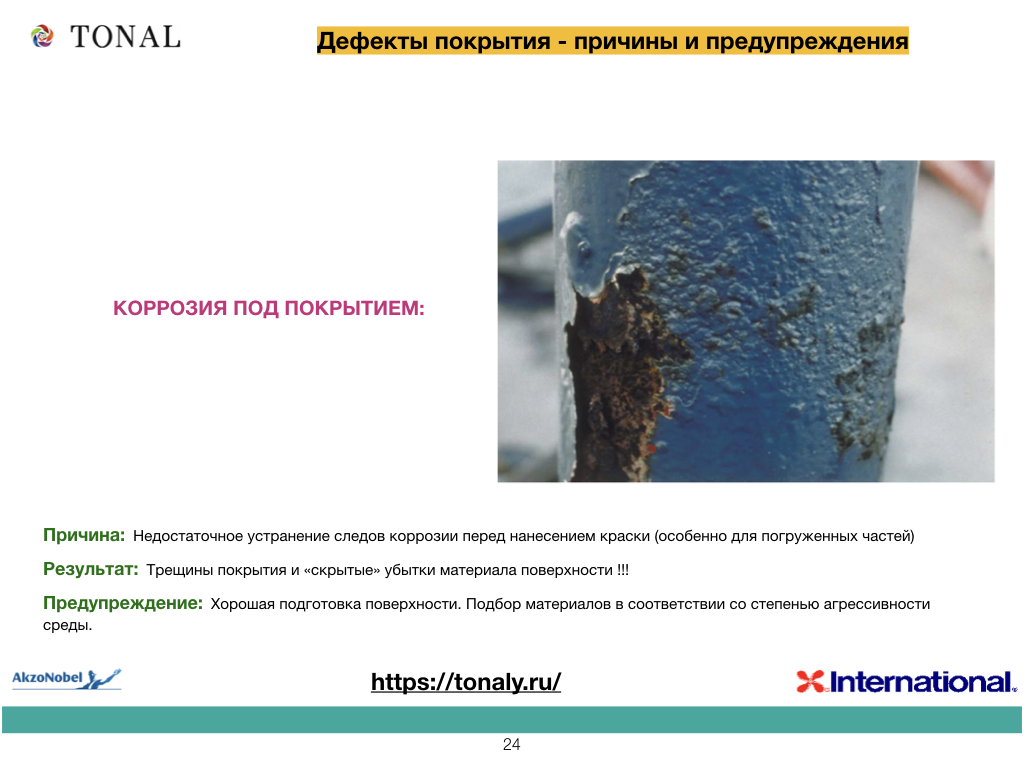 TONAL
Дефекты покрытия - причины и предупреждения
КОРРОЗИЯ ПОД ПОКРЫТИЕМ:
Причина: Недостаточное устранение следов коррозии перед нанесением краски (особенно для погруженных частей)
Результат: Трещины покрытия и «скрытые» убытки материала поверхности !!!
Предупреждение: Хорошая подготовка поверхности. Подбор материалов в соответствии со степенью агрессивности
среды.
AkzoNobel
https://tonaly.ru/
International
24